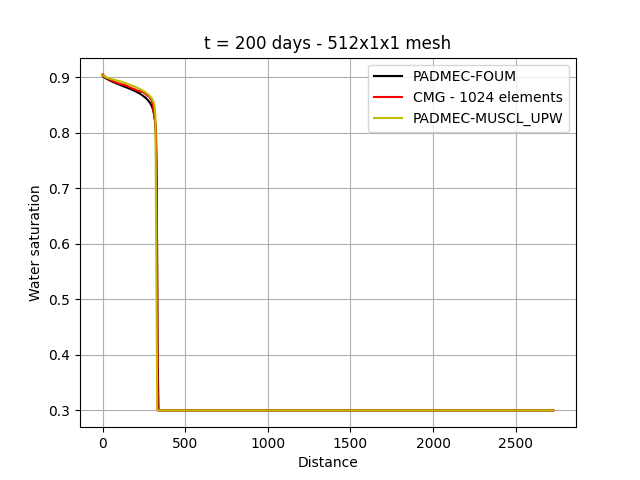 t = 200 days - 512x1x1 mesh
PADMEC-FOUM
CMG - 1024 elements
PADMEC-MUSCL_UPW
Water saturation
0.9
0.8
0.7
0.6
0.5
0.4
0.3
0 500 1000 1500 2000 2500
Distance